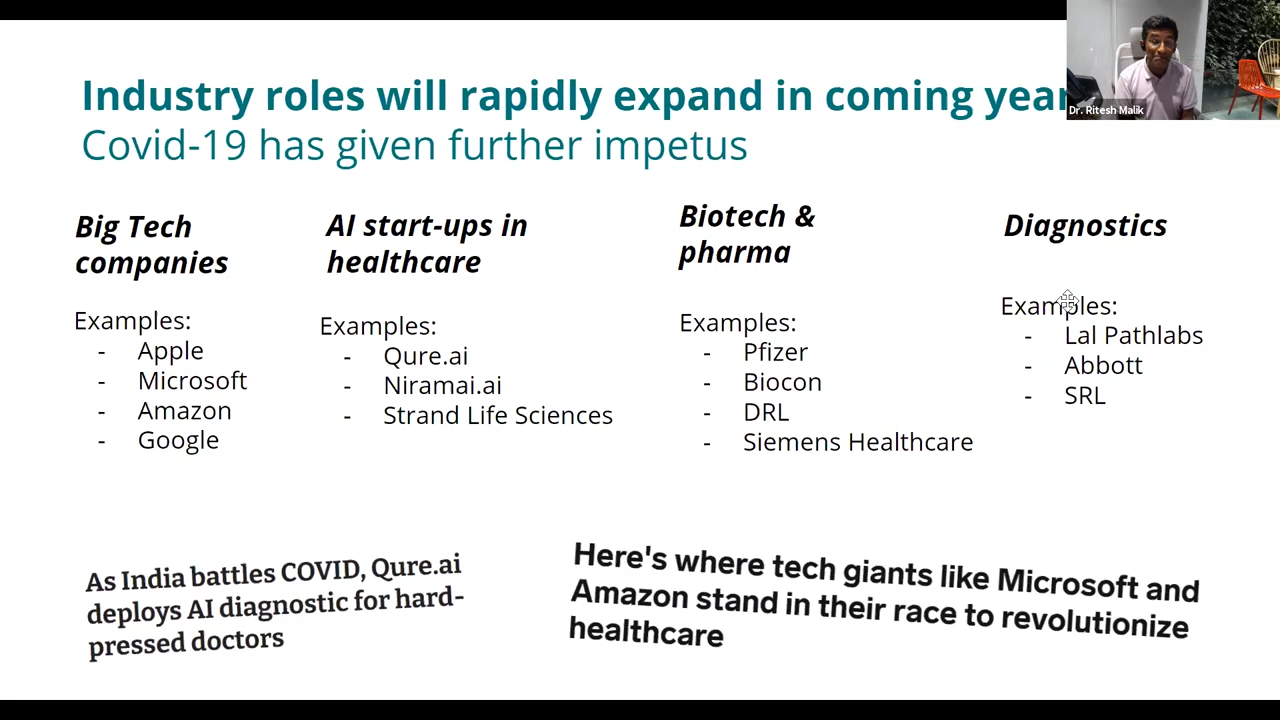 Industry roles will rapidly expand in coming year
Covid-19 has given further impetus
Dr. Ritesh Malik
Big Tech
companies
Examples:
- Apple
- Microsoft
- Amazon
- Google
AI start-ups in
healthcare
Examples:
- Qure.ai
- Niramai.ai
- Strand Life Sciences
Biotech &
pharma
Examples:
- Pfizer
- Biocon
- DRL
- Siemens Healthcare
Diagnostics
Examples:
- Lal Pathlabs
- Abbott
- SRL
As India battles COVID, Qure.ai
deploys AI diagnostic for hard-
pressed doctors
Here's where tech giants like Microsoft and
Amazon stand in their race to revolutionize
healthcare